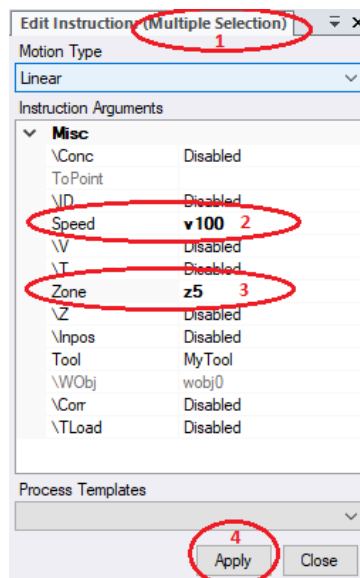 Edit Instruction: (Multiple Selection)
1
Motion Type
Linear
Instruction Arguments
Misc
\Conc Disabled
ToPoint
\ID Disabled
Speed v100 2
\V Disabled
\T Disabled
Zone z5 3
\Z Disabled
\Inpos Disabled
Tool MyTool
\WObj wobj0
\Corr Disabled
\TLoad Disabled
Process Templates
4
Apply Close